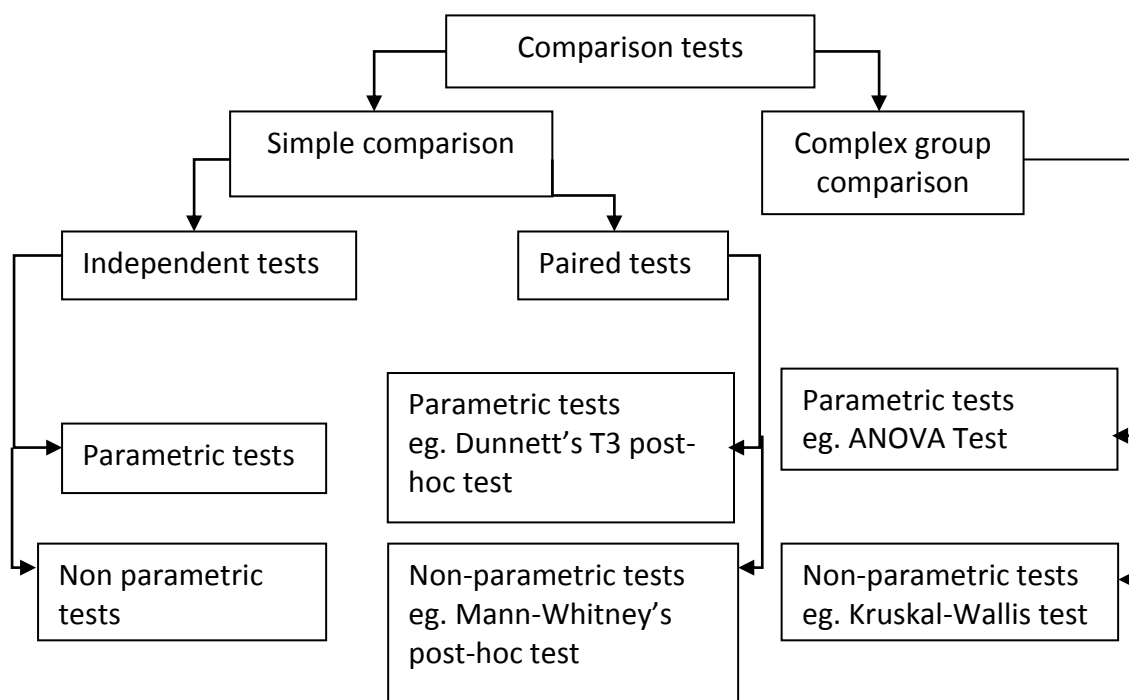 Comparison tests
Simple comparison
Complex group
comparison
Independent tests
Paired tests
Parametric tests
eg. Dunnett’s T3 post-
hoc test
Parametric tests
eg. ANOVA Test
Parametric tests
Non parametric
tests
Non-parametric tests
eg. Mann-Whitney’s
post-hoc test
Non-parametric tests
eg. Kruskal-Wallis test